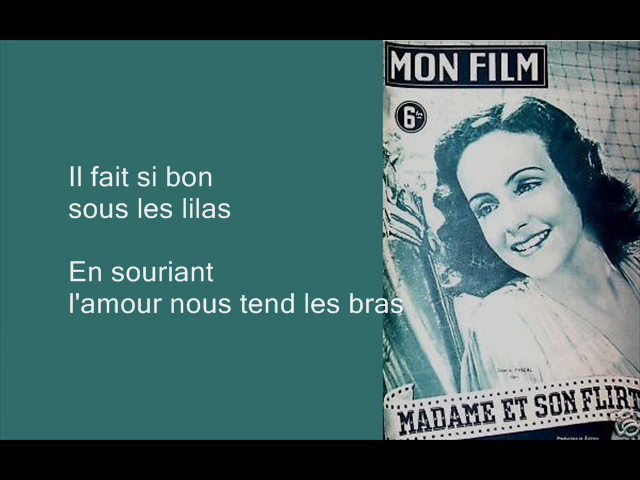 Il fait si bon
sous les lilas
En souriant
l'amour nous tend les bras
MON FILM
6
MADAME ET SON FLIRT